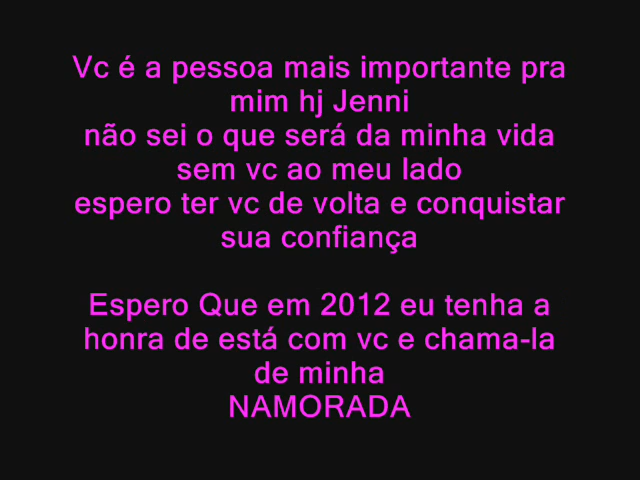 Vc é a pessoa mais importante pra
mim hj Jenni
não sei o que será da minha vida
sem vc ao meu lado
espero ter vc de volta e conquistar
sua confiança
Espero Que em 2012 eu tenha a
honra de está com vc e chama-la
de minha
NAMORADA